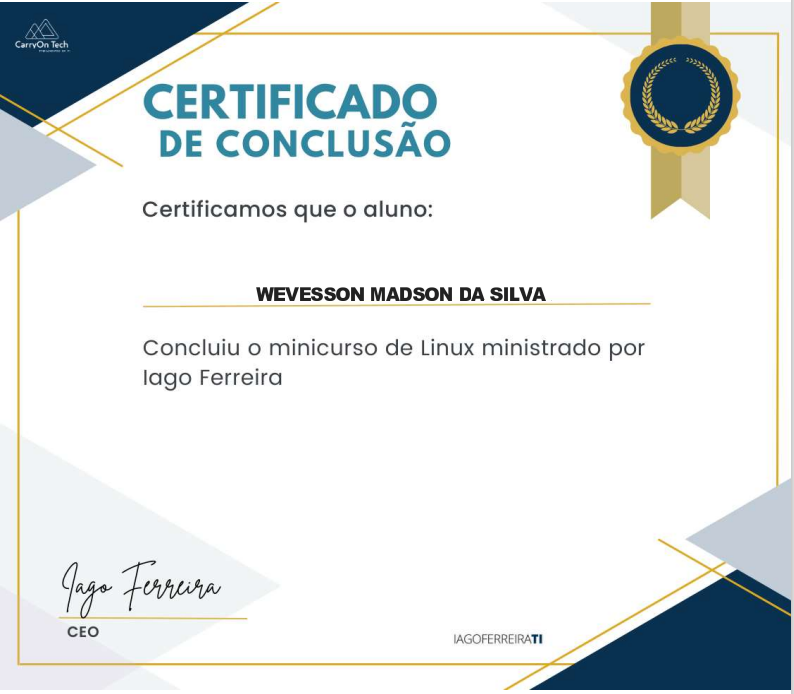 CarryOn Tech
CERTIFICADO
DE CONCLUSÃO
Certificamos que o aluno:
WEVESSON MADSON DA SILVA
Concluiu o minicurso de Linux ministrado por
Iago Ferreira
Iago Ferreira
CEO
IAGOFERREIRATI